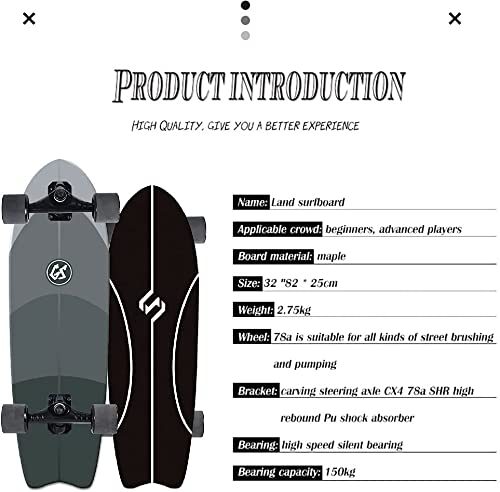 PRODUCT INTRODUCTION
HIGH QUALITY, GIVE YOU A BETTER EXPERIENCE
Name: Land surfboard
Applicable crowd: beginners, advanced players
Board material: maple
Size: 32 "82 * 25cm
Weight: 2.75kg
Wheel: 78a is suitable for all kinds of street brushing
and pumping
Bracket: carving steering axle CX4 78a SHR high
rebound Pu shock absorber
Bearing: high speed silent bearing
Bearing capacity: 150kg